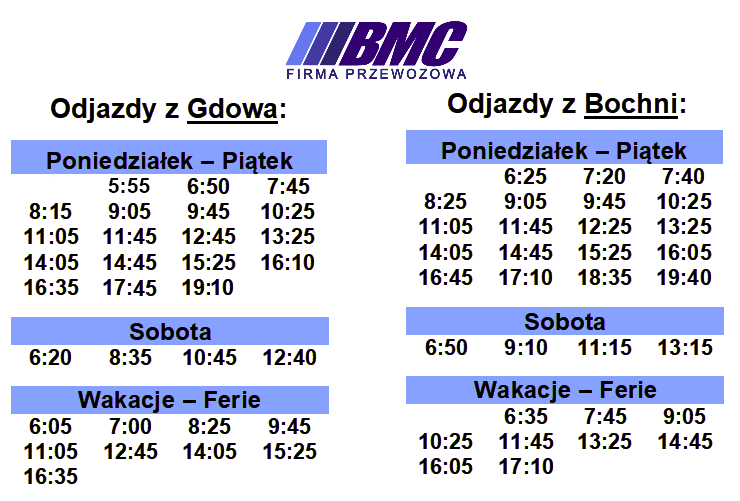 BMC
FIRMA PRZEWOZOWA
Odjazdy z Gdowa:
Poniedziałek – Piątek
5:55 6:50 7:45
8:15 9:05 9:45 10:25
11:05 11:45 12:45 13:25
14:05 14:45 15:25 16:10
16:35 17:45 19:10
Sobota
6:20 8:35 10:45 12:40
Wakacje – Ferie
6:05 7:00 8:25 9:45
11:05 12:45 14:05 15:25
16:35
Odjazdy z Bochni:
Poniedziałek – Piątek
6:25 7:20 7:40
8:25 9:05 9:45 10:25
11:05 11:45 12:25 13:25
14:05 14:45 15:25 16:05
16:45 17:10 18:35 19:40
Sobota
6:50 9:10 11:15 13:15
Wakacje – Ferie
6:35 7:45 9:05
10:25 11:45 13:25 14:45
16:05 17:10